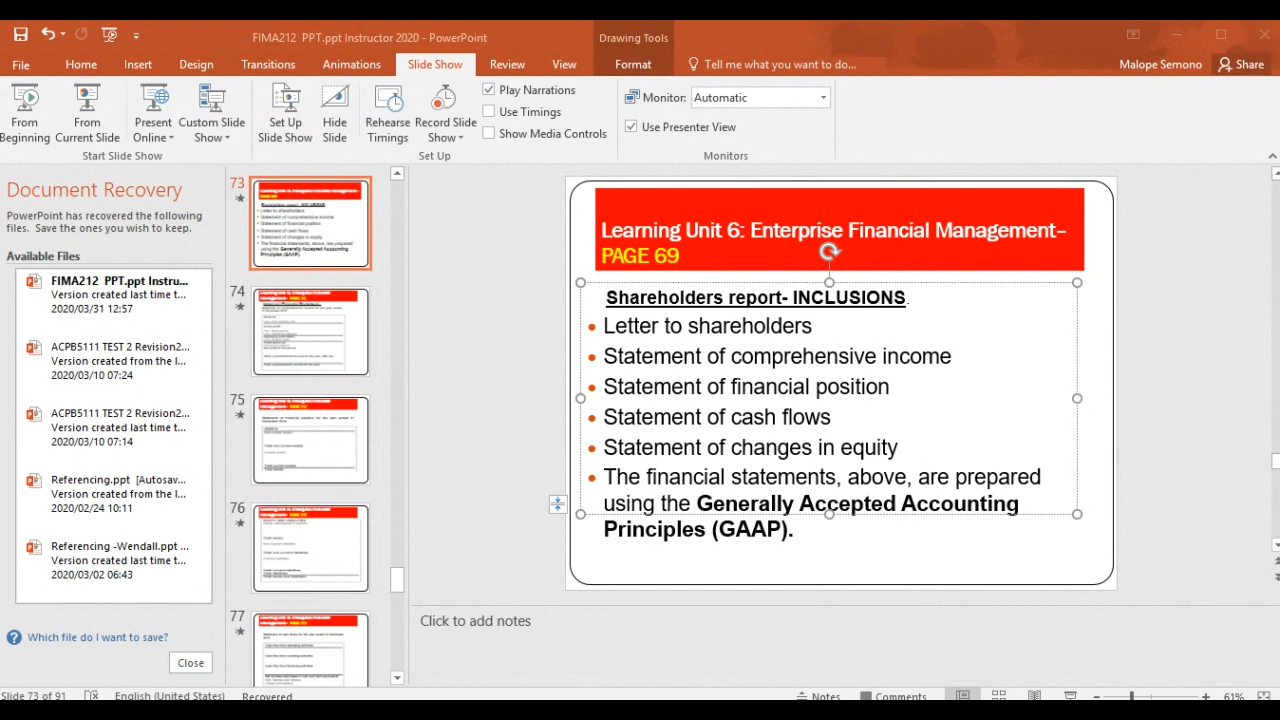 FIMA212 PPT.ppt Instructor 2020 - PowerPoint
Drawing Tools
File Home Insert Design Transitions Animations Slide Show Review View Format Tell me what you want to do... Malope Semono Share
From Beginning
From Current Slide
Present Online
Custom Slide Show
Start Slide Show
Set Up Slide Show
Hide Slide
Rehearse Timings
Record Slide Show
Play Narrations
Use Timings
Show Media Controls
Set Up
Monitor: Automatic
Use Presenter View
Monitors
Document Recovery
PowerPoint has recovered the following
files. Save the ones you wish to keep.
Available Files
FIMA212 PPT.ppt Instru...
Version created last time t...
2020/03/18 12:57
ACPB5111 TEST 2 Revision2...
Version created from the l...
2020/03/10 07:24
ACPB5111 TEST 2 Revision2...
Version created last time t...
2020/03/10 07:14
Referencing.ppt [Autosav...
Version created from the l...
2020/02/24 10:11
Referencing -Wendall.ppt ...
Version created last time t...
2020/03/02 06:43
Which file do I want to save?
Close
73
74
75
76
77
Learning Unit 6: Enterprise Financial Management–
PAGE 69
Shareholders report- INCLUSIONS
• Letter to shareholders
• Statement of comprehensive income
• Statement of financial position
• Statement of cash flows
• Statement of changes in equity
• The financial statements, above, are prepared
using the Generally Accepted Accounting
Principles (GAAP).
Click to add notes
Slide 73 of 91 English (United States) Recovered Notes Comments 61%